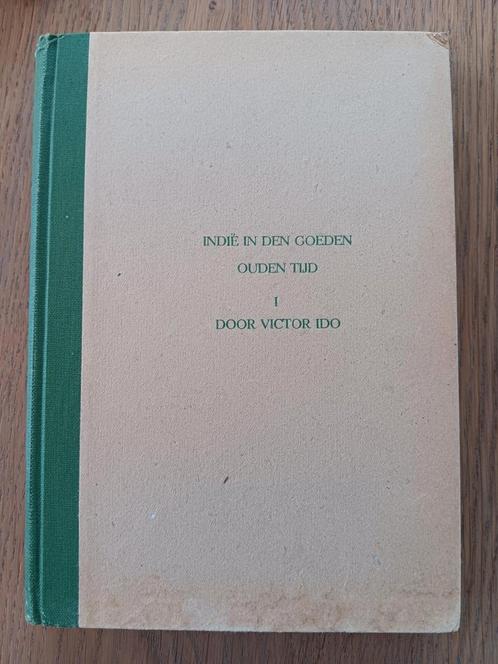 INDIË IN DEN GOEDEN
OUDEN TIJD
I
DOOR VICTOR IDO